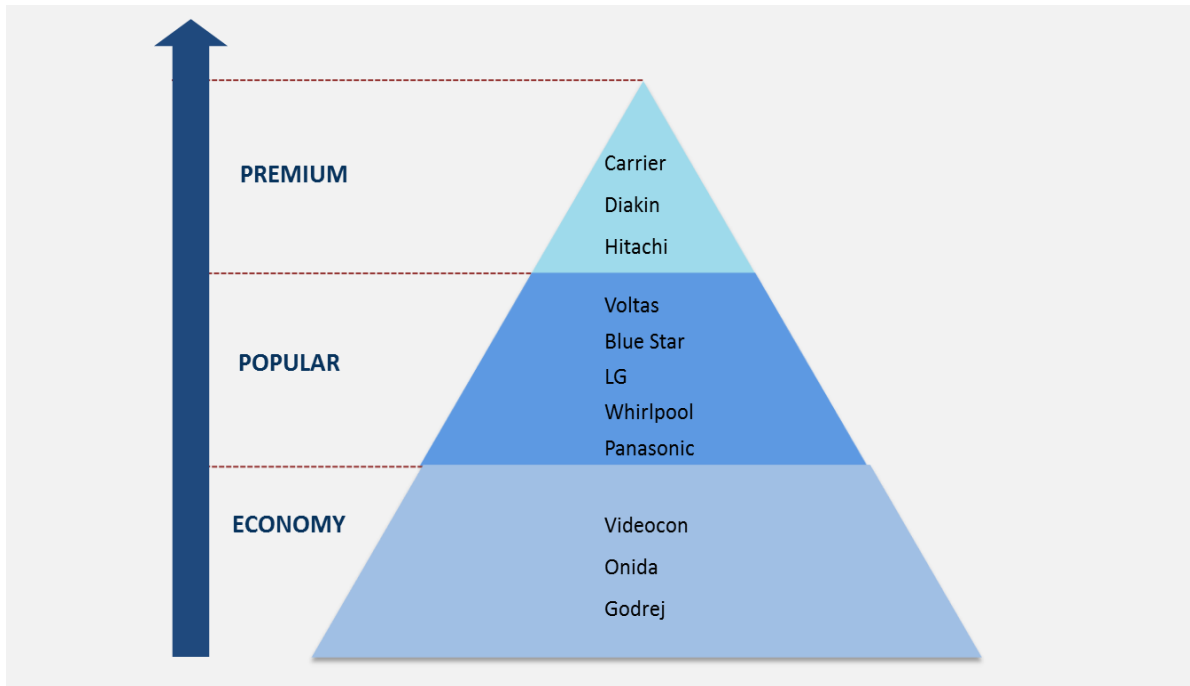 PREMIUM
Carrier
Diakin
Hitachi
POPULAR
Voltas
Blue Star
LG
Whirlpool
Panasonic
ECONOMY
Videocon
Onida
Godrej